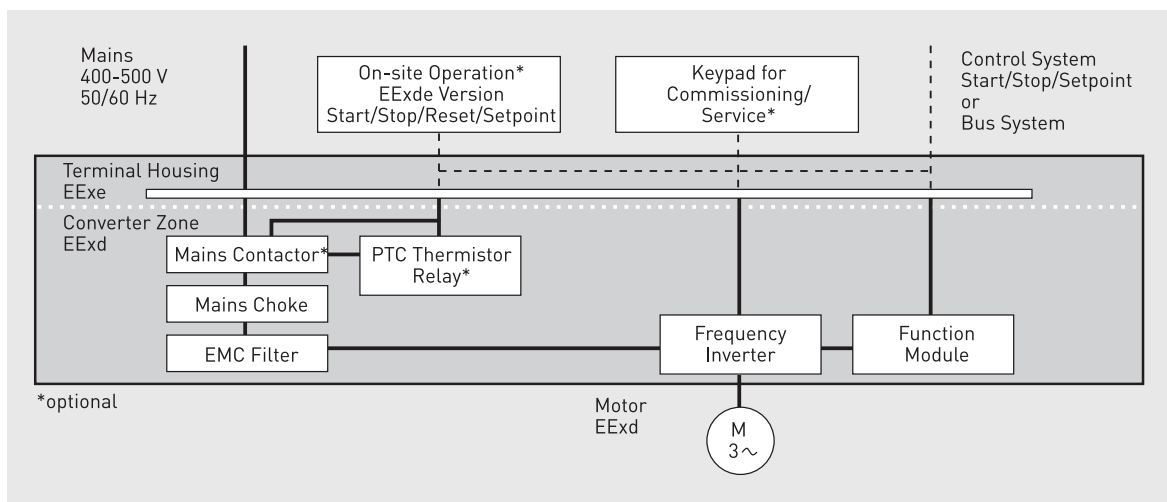 Mains
400-500 V
50/60 Hz
On-site Operation*
EExde Version
Start/Stop/Reset/Setpoint
Keypad for
Commissioning/
Service*
Control System
Start/Stop/Setpoint
or
Bus System
Terminal Housing
EExe
Converter Zone
EExd
Mains Contactor*
PTC Thermistor
Relay*
Mains Choke
EMC Filter
Frequency
Inverter
Function
Module
*optional
Motor
EExd
M
3~